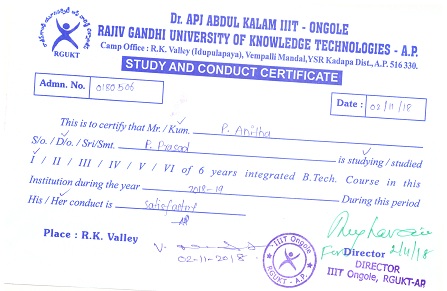 Dr. APJ ABDUL KALAM IIIT - ONGOLE
RAJIV GANDHI UNIVERSITY OF KNOWLEDGE TECHNOLOGIES - A.P.
Camp Office : R.K. Valley (Idupulapaya), Vempalli Mandal, YSR Kadapa Dist., A.P. 516 330.
RGUKT
STUDY AND CONDUCT CERTIFICATE
Admn. No. O180506
Date : 02/11/18
This is to certify that Mr. / Kum. P. Anitha
S/o. / D/o. / Sri/Smt. P. Prasad is studying / studied
I / II / III / IV / V / VI of 6 years integrated B.Tech. Course in this
Institution during the year 2018-19 During this period
His / Her conduct is satisfactory
Place : R.K. Valley
02-11-2018
IIIT Ongole
RGUKT - A.P.
For Director 2/11/18
DIRECTOR
IIIT Ongole, RGUKT-AP